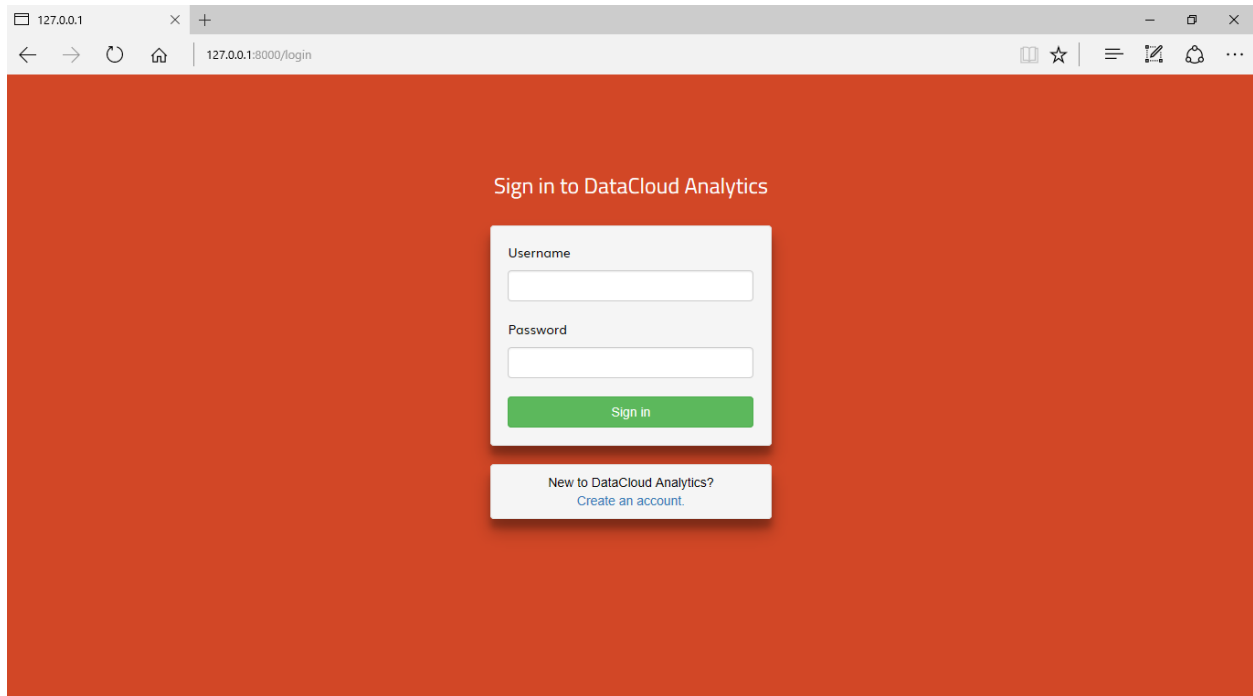 127.0.0.1
127.0.0.1:8000/login
Sign in to DataCloud Analytics
Username
Password
Sign in
New to DataCloud Analytics?
Create an account.